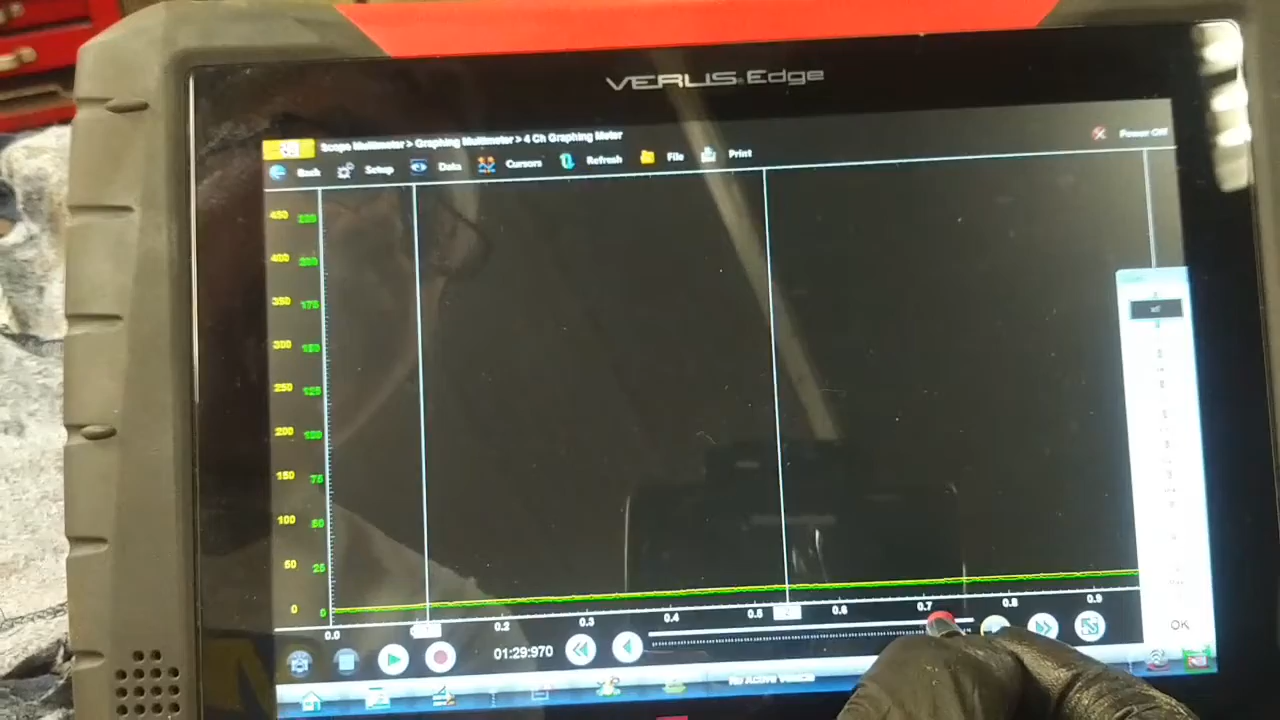 VERUS Edge
Scope Multimeter > Graphing Multimeter > 4 Ch Graphing Meter
Power Off
Back Setup Data Cursors Refresh File Print
450 225
400 200
350 175
300 150
250 125
200 100
150 75
100 50
50 25
0 0
0.0 0.2 0.3 0.4 0.5 0.6 0.7 0.8 0.9
OK
01:29:970
No Active Vehicle